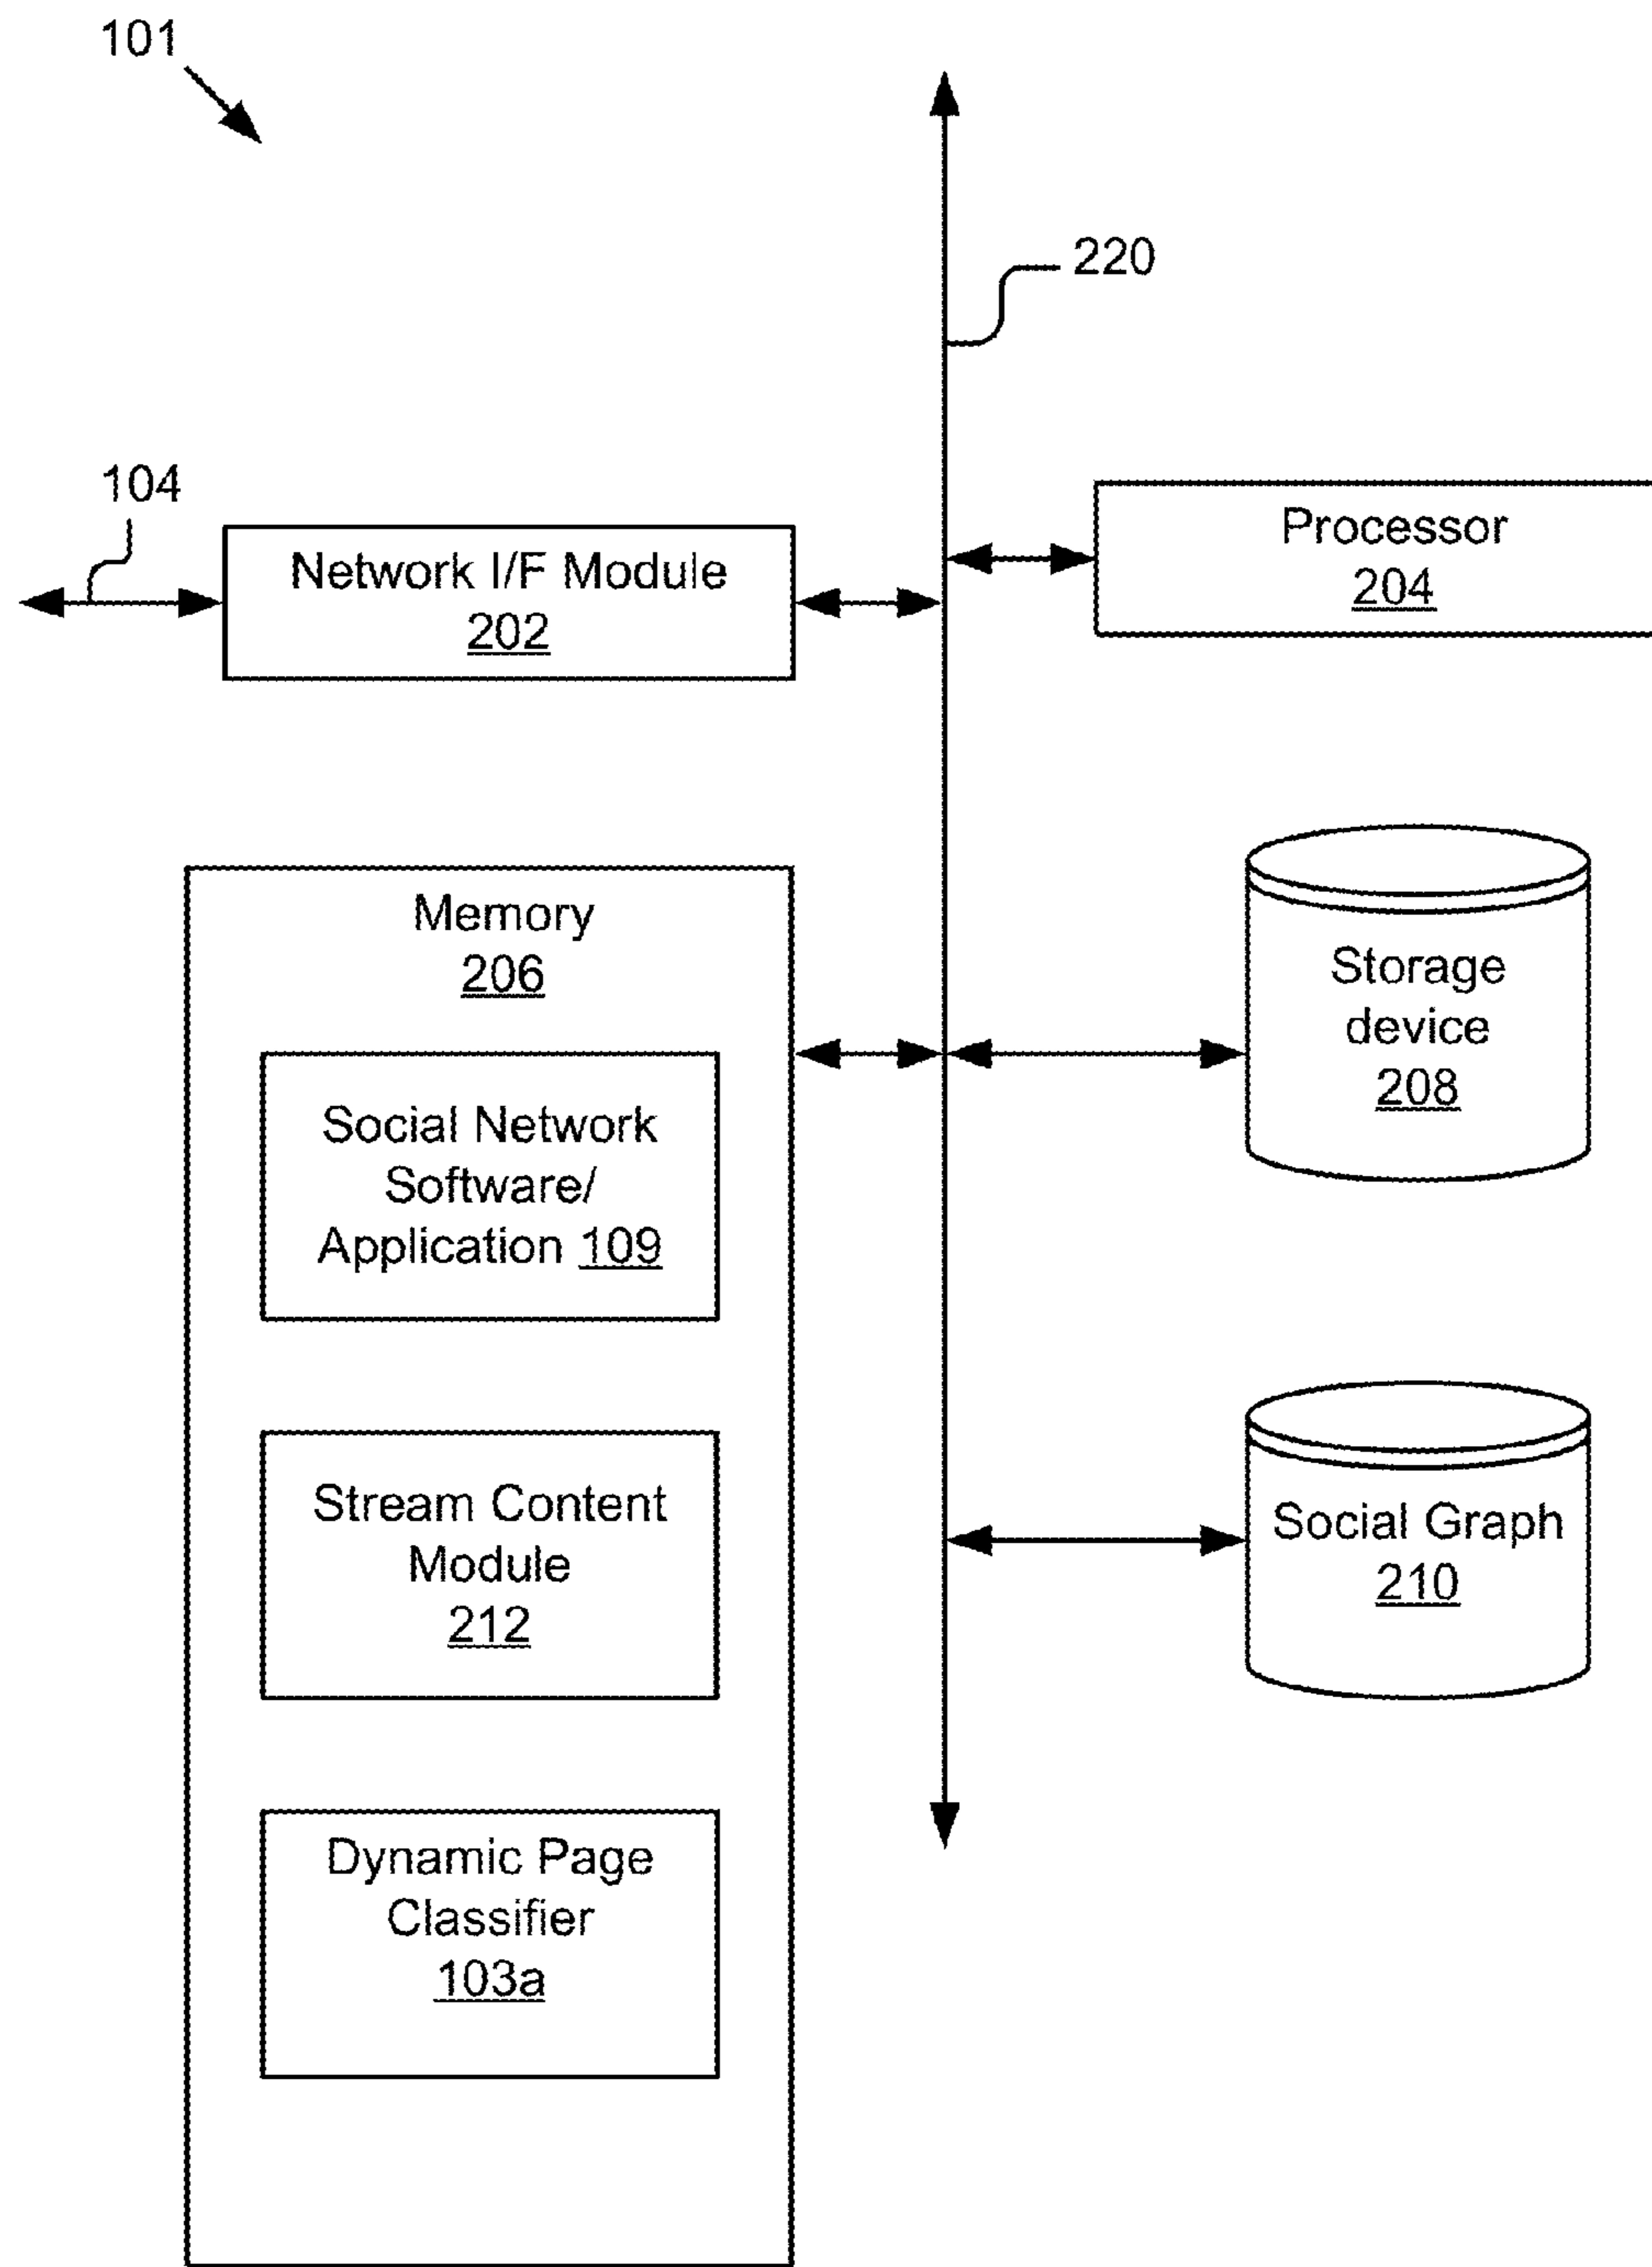 101
220
104
Network I/F Module
202
Processor
204
Memory
206
Social Network
Software/
Application 109
Stream Content
Module
212
Dynamic Page
Classifier
103a
Storage
device
208
Social Graph
210